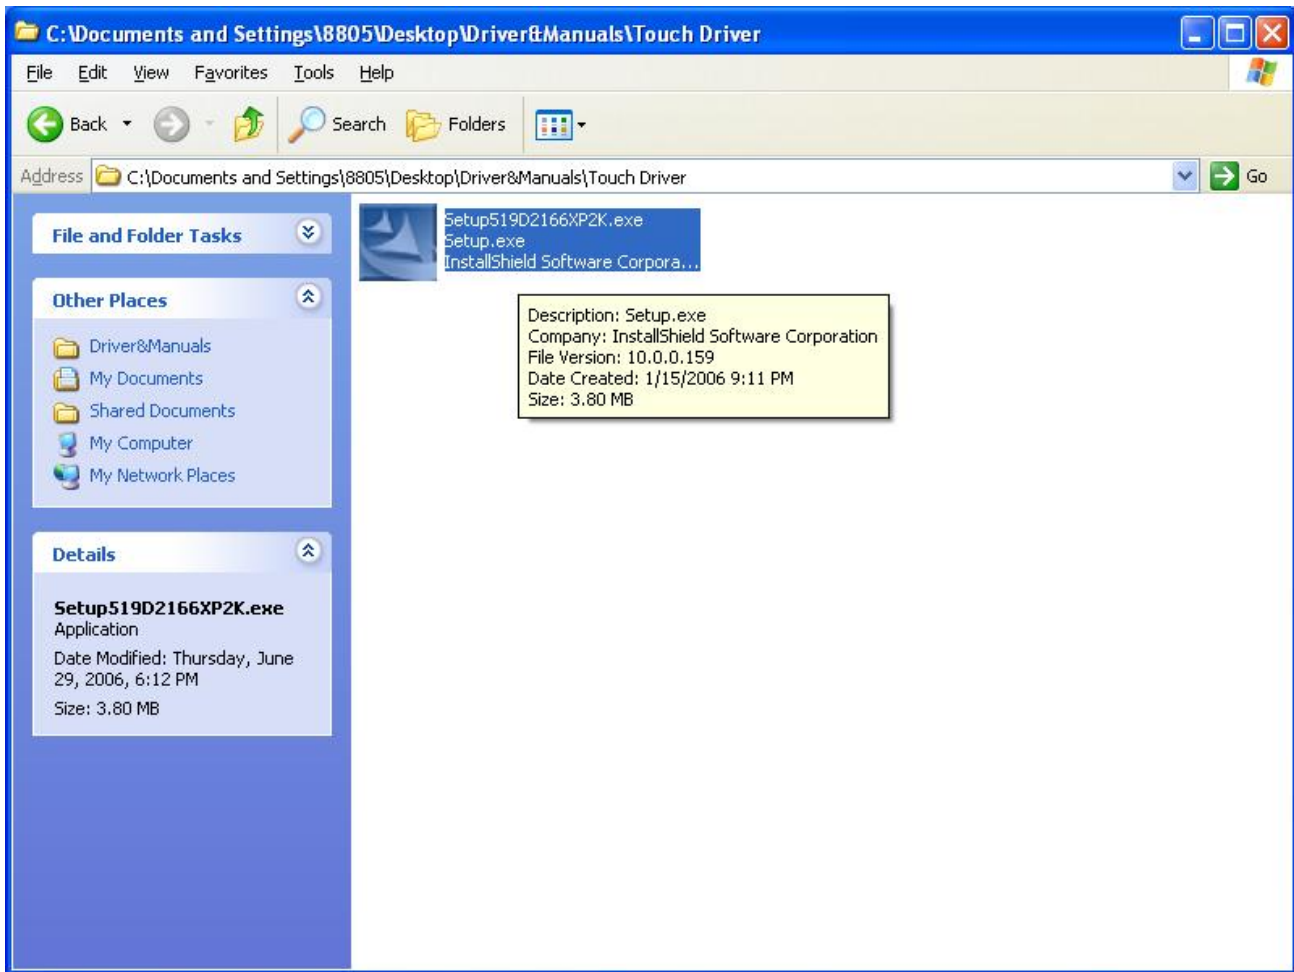 C:\Documents and Settings\8805\Desktop\Driver&Manuals\Touch Driver
File Edit View Favorites Tools Help
Back Search Folders
Address C:\Documents and Settings\8805\Desktop\Driver&Manuals\Touch Driver Go
File and Folder Tasks
Other Places
Driver&Manuals
My Documents
Shared Documents
My Computer
My Network Places
Details
Setup519D2166XP2K.exe
Application
Date Modified: Thursday, June
29, 2006, 6:12 PM
Size: 3.80 MB
Setup519D2166XP2K.exe
Setup.exe
InstallShield Software Corpora...
Description: Setup.exe
Company: InstallShield Software Corporation
File Version: 10.0.0.159
Date Created: 1/15/2006 9:11 PM
Size: 3.80 MB